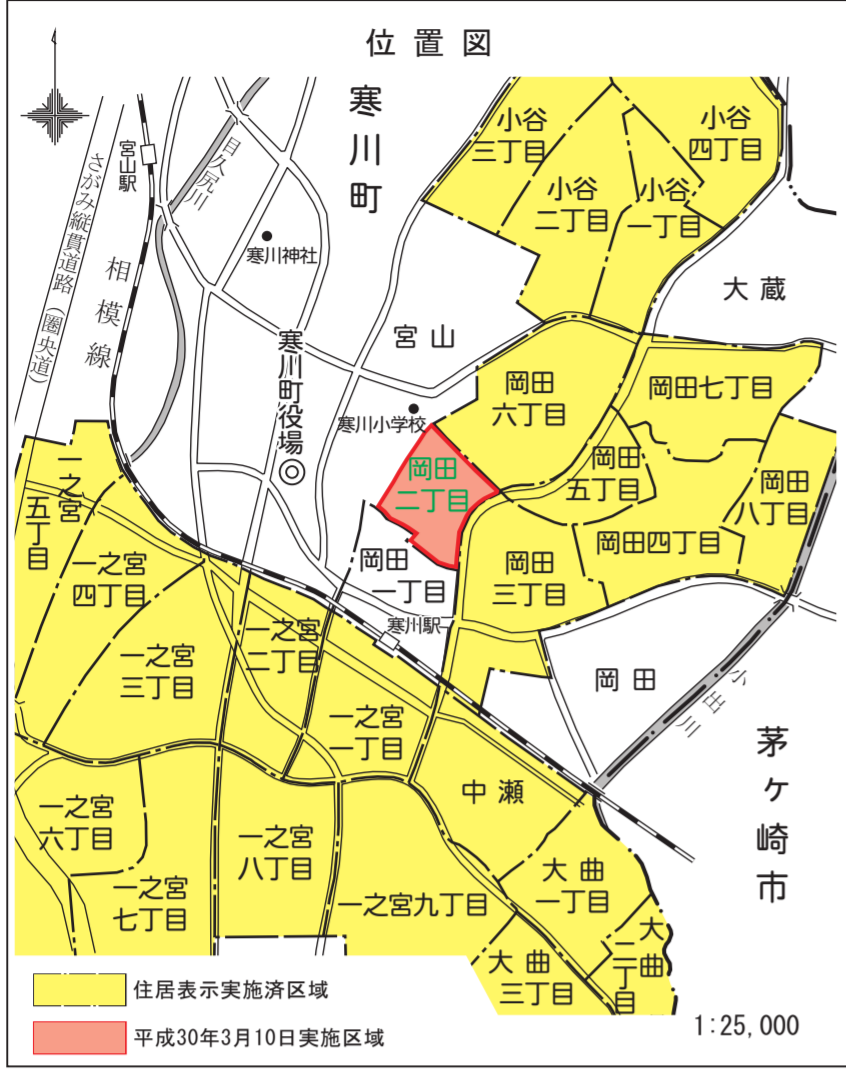 位置図
寒川町
宮山駅
目久尻川
さがみ縦貫道路(圏央道)
相模線
寒川神社
小谷
三丁目
小谷
四丁目
小谷
二丁目
小谷
一丁目
大蔵
宮山
寒川町役場
寒川小学校
岡田
六丁目
岡田七丁目
岡田
二丁目
岡田
五丁目
岡田
八丁目
岡田四丁目
岡田
一丁目
岡田
三丁目
寒川駅
岡田
小出川
茅ヶ崎市
一之宮
五丁目
一之宮
四丁目
一之宮
三丁目
一之宮
二丁目
一之宮
一丁目
中瀬
一之宮
六丁目
一之宮
七丁目
一之宮
八丁目
一之宮九丁目
大曲
一丁目
大曲
二丁目
大曲
三丁目
住居表示実施済区域
平成30年3月10日実施区域
1:25,000